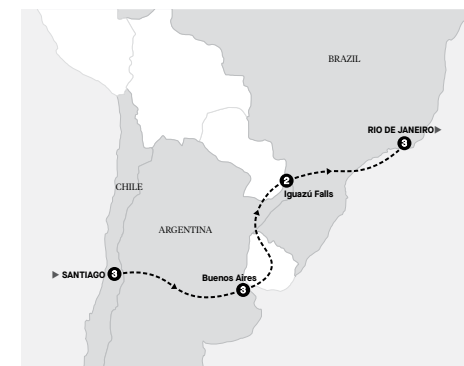 BRAZIL
RIO DE JANEIRO
3
2
Iguazú Falls
CHILE
ARGENTINA
SANTIAGO 3
Buenos Aires
3